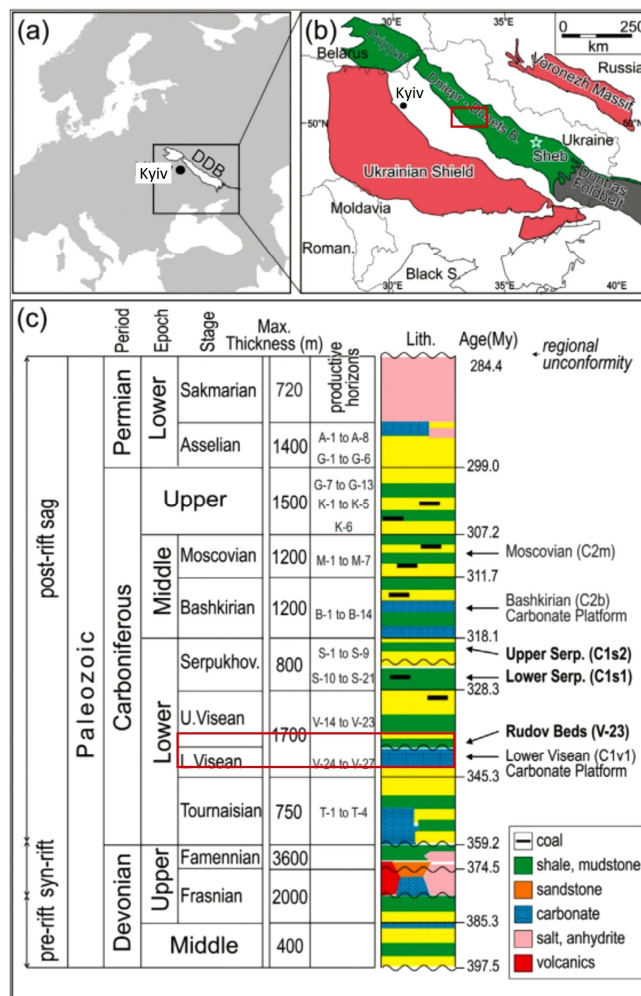 (a)
Kyiv
DDB
(b)
30°E
35°E
0
250
km
Belarus
Pripyat
Voronezh Massif
Russia
Kyiv
Dniepr - Donets B.
50°N
50°N
Ukraine
Sheb
Ukrainian Shield
Donbas
Foldbelt
Moldavia
Roman.
Black S.
30°E
35°E
40°E
(c)
Period
Epoch
Stage
Max.
Thickness (m)
productive
horizons
Lith.
Age(My)
regional
unconformity
284.4
post-rift sag
Paleozoic
Permian
Lower
Sakmarian
720
Asselian
1400
A-1 to A-8
G-1 to G-6
299.0
Carboniferous
Upper
1500
G-7 to G-13
K-1 to K-5
K-6
307.2
Middle
Moscovian
1200
M-1 to M-7
Moscovian (C2m)
311.7
Bashkirian
1200
B-1 to B-14
Bashkirian (C2b)
Carbonate Platform
318.1
Lower
Serpukhov.
800
S-1 to S-9
S-10 to S-21
Upper Serp. (C1s2)
Lower Serp. (C1s1)
328.3
U.Visean
1700
V-14 to V-23
Rudov Beds (V-23)
L.Visean
V-24 to V-27
Lower Visean (C1v1)
Carbonate Platform
345.3
Tournaisian
750
T-1 to T-4
359.2
syn-rift
Devonian
Upper
Famennian
3600
374.5
Frasnian
2000
385.3
pre-rift
Middle
400
397.5
coal
shale, mudstone
sandstone
carbonate
salt, anhydrite
volcanics